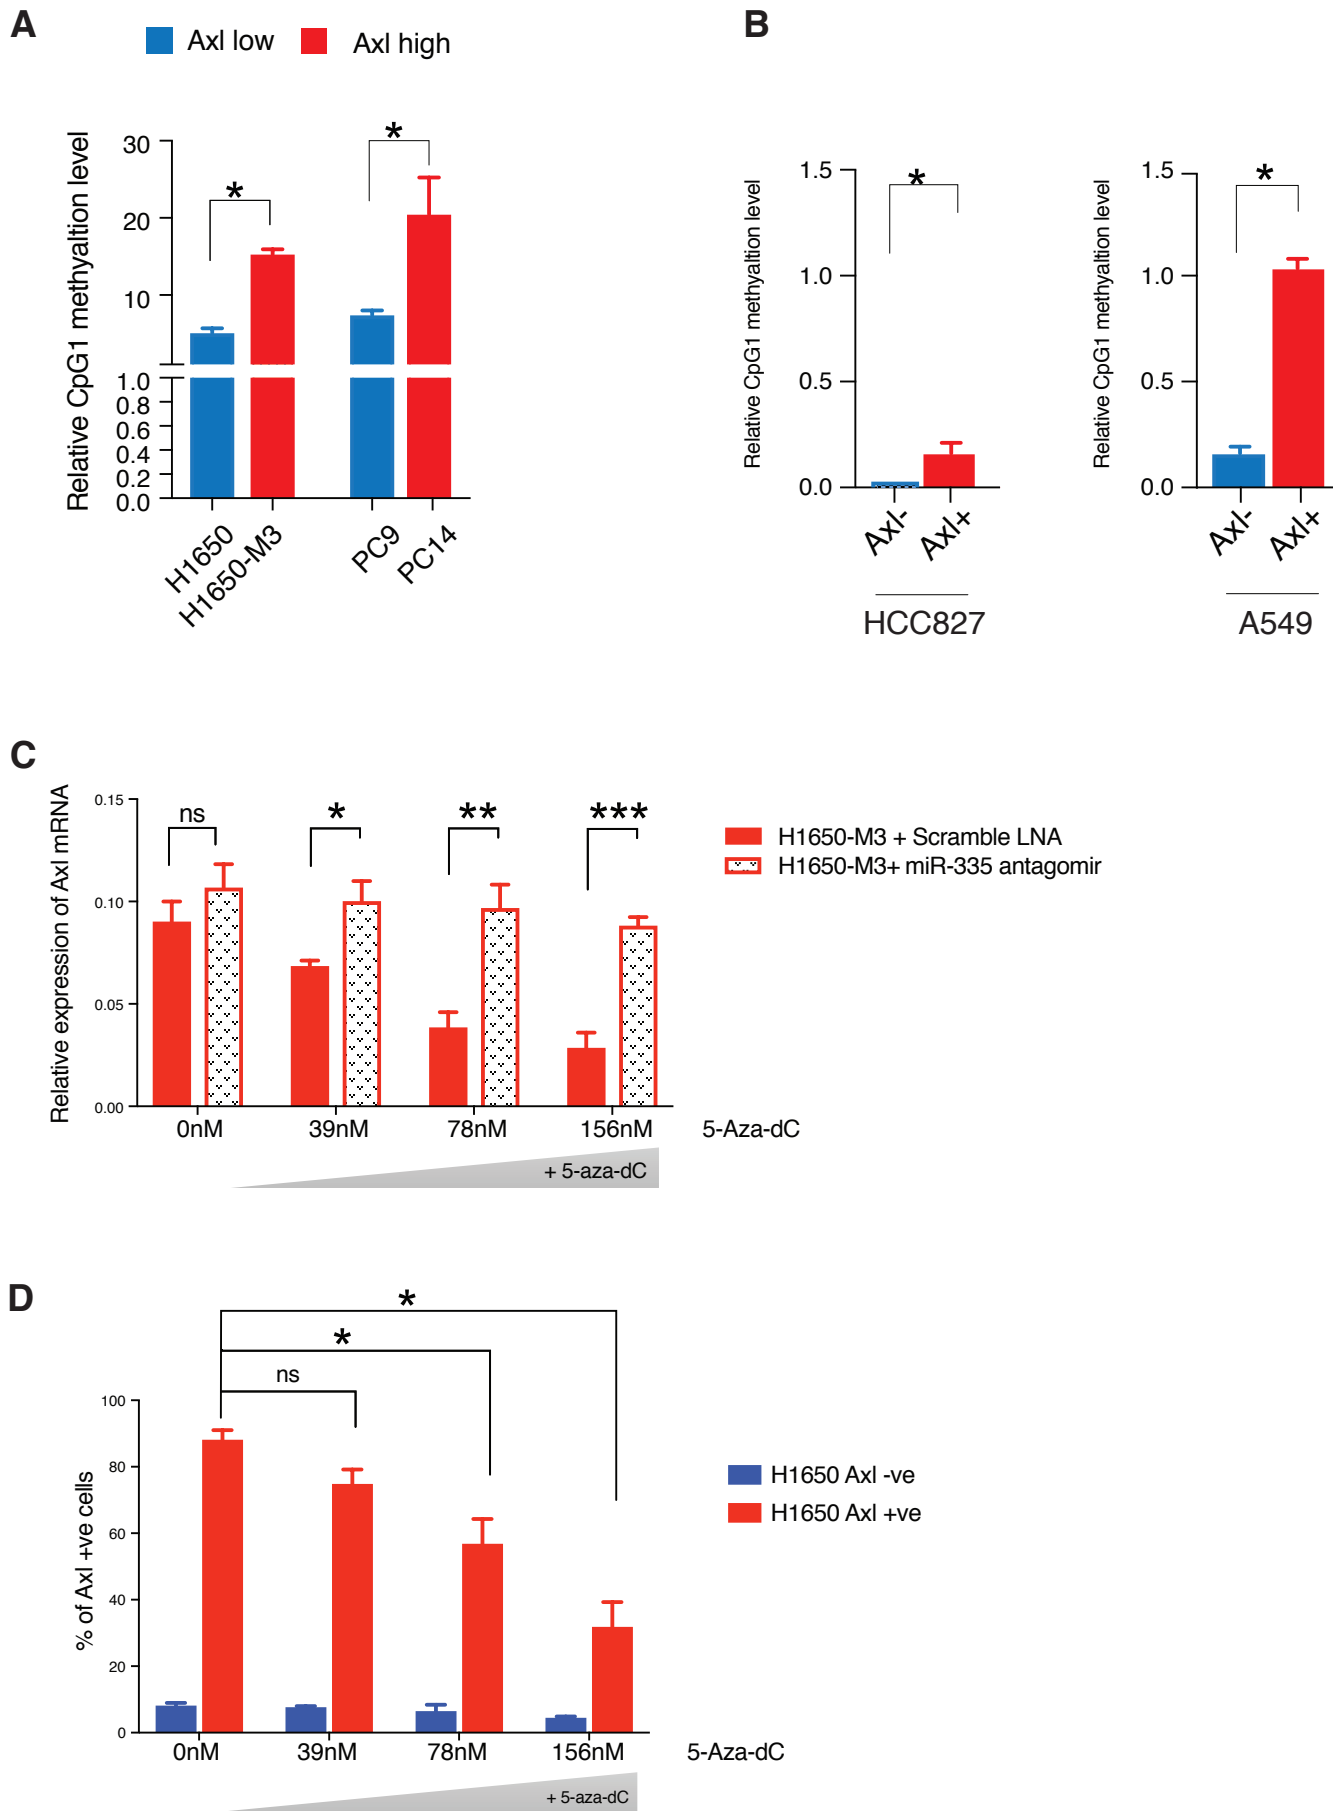 A
Axl low
Axl high
Relative CpG1 methyaltion level
30
20
10
1.0
0.8
0.6
0.4
0.2
0.0
*
*
H1650
H1650-M3
PC9
PC14
B
Relative CpG1 methyaltion level
1.5
1.0
0.5
0.0
*
Axl-
Axl+
HCC827
Relative CpG1 methyaltion level
1.5
1.0
0.5
0.0
*
Axl-
Axl+
A549
C
Relative expression of Axl mRNA
0.15
0.10
0.05
0.00
ns
*
**
***
H1650-M3 + Scramble LNA
H1650-M3+ miR-335 antagomir
0nM 39nM 78nM 156nM 5-Aza-dC
+ 5-aza-dC
D
% of Axl +ve cells
100
80
60
40
20
0
*
*
ns
H1650 Axl -ve
H1650 Axl +ve
0nM 39nM 78nM 156nM 5-Aza-dC
+ 5-aza-dC